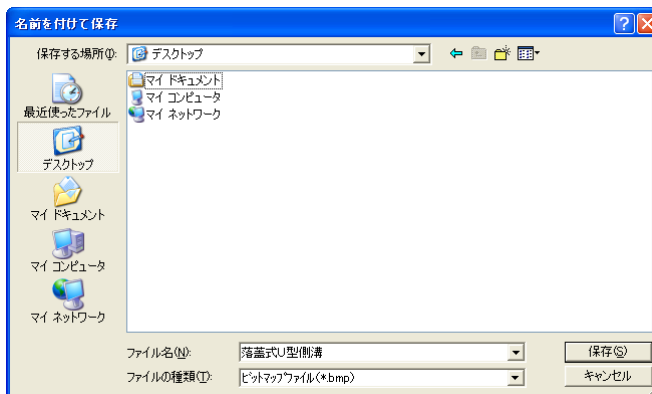 名前を付けて保存
保存する場所(I):
デスクトップ
最近使ったファイル
デスクトップ
マイ ドキュメント
マイ コンピュータ
マイ ネットワーク
マイ ドキュメント
マイ コンピュータ
マイ ネットワーク
ファイル名(N):
落蓋式U型側溝
保存(S)
ファイルの種類(T):
ビットマップファイル(*.bmp)
キャンセル